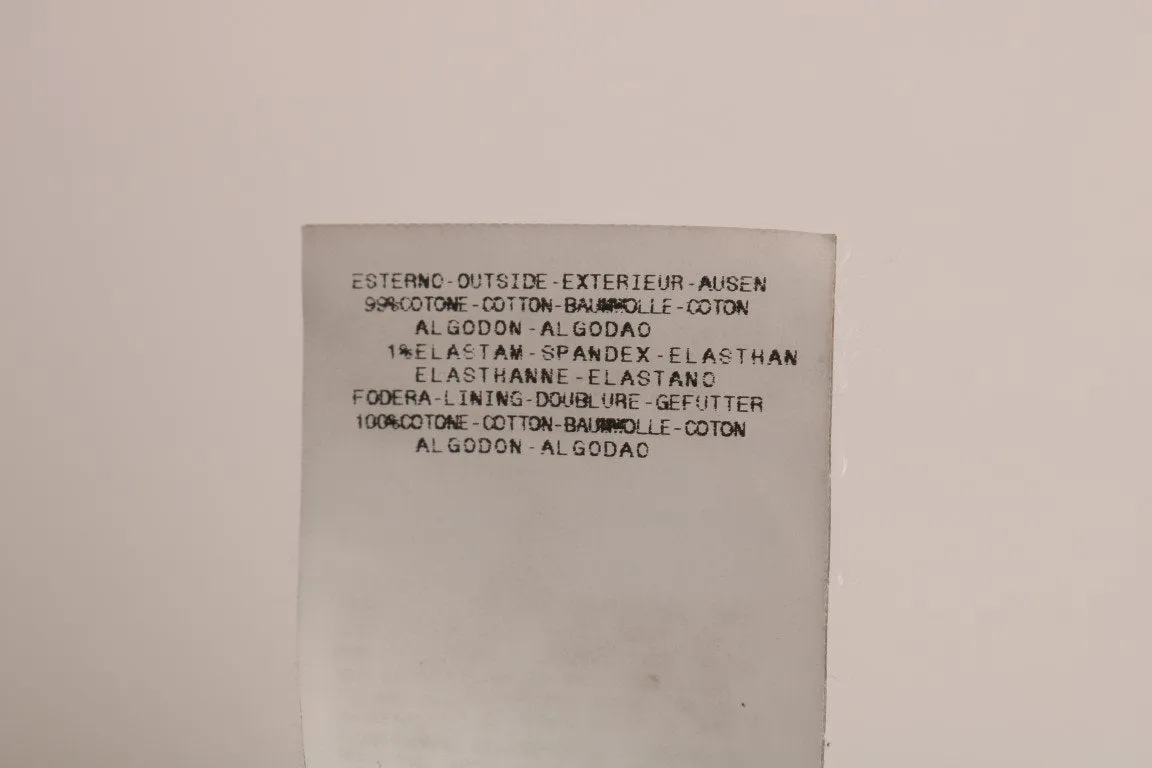 ESTERNO-OUTSIDE-EXTERIEUR-AUSEN
99%COTONE-COTTON-BAUMWOLLE-COTON
ALGODON-ALGODAO
1%ELASTAM-SPANDEX-ELASTHAN
ELASTHANNE-ELASTANO
FODERA-LINING-DOUBLURE-GEFUTTER
100%COTONE-COTTON-BAUMWOLLE-COTON
ALGODON-ALGODAO